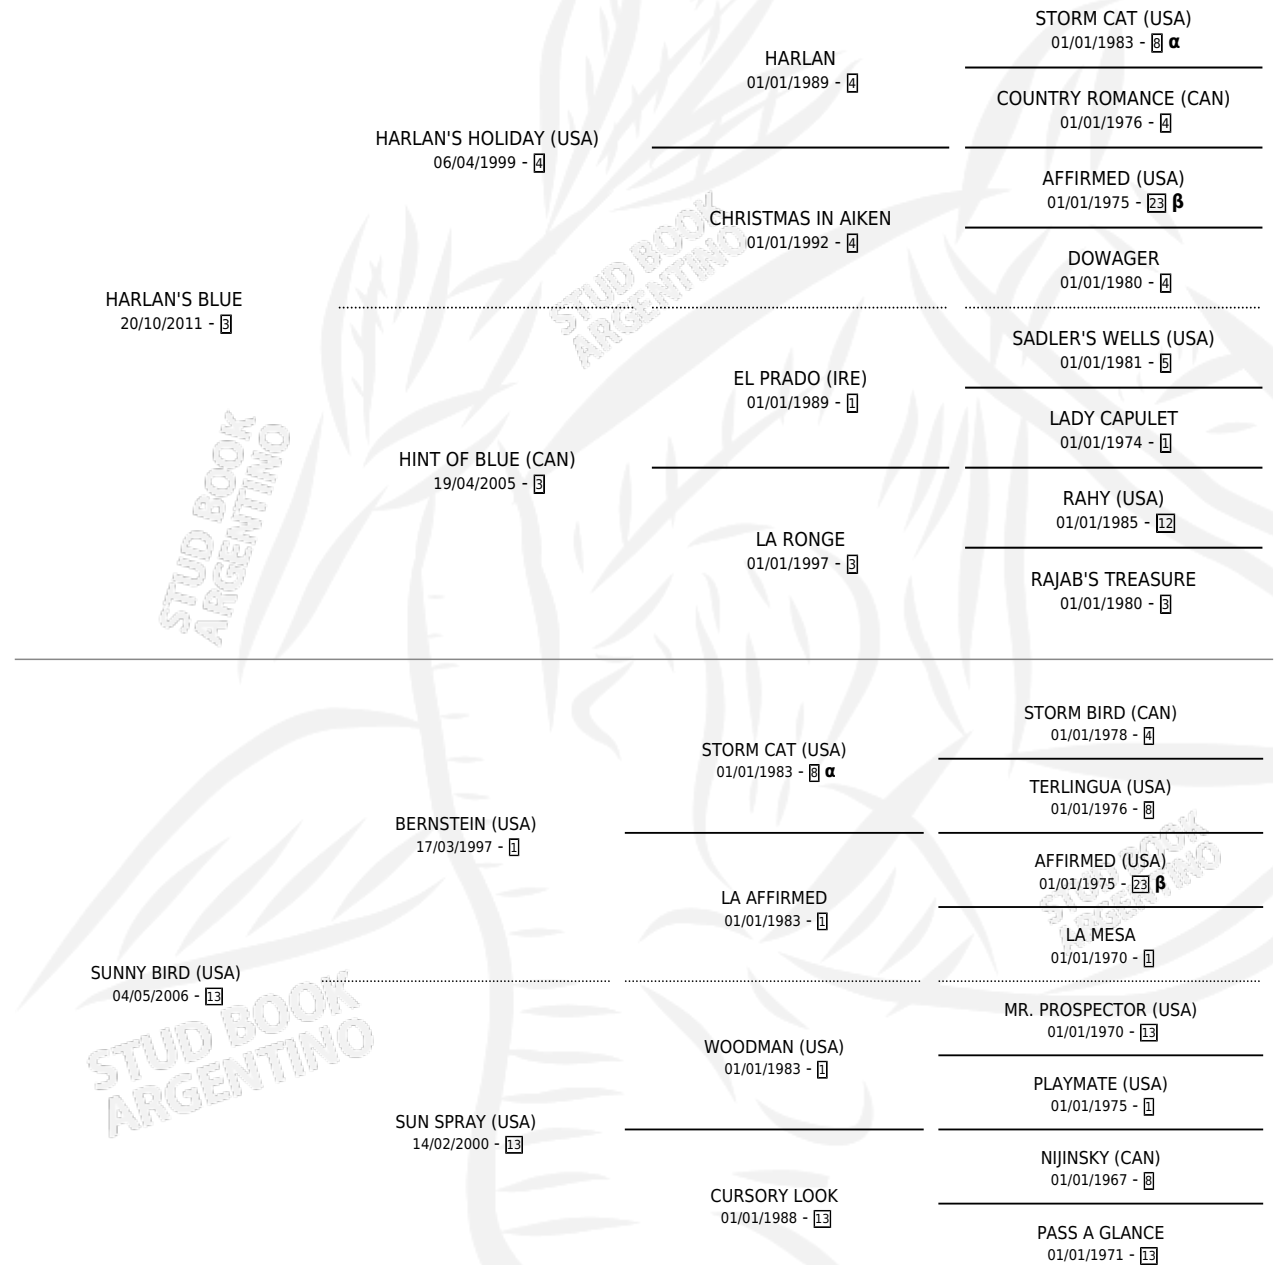 STORM CAT (USA)
01/01/1983 - 8 α
HARLAN
01/01/1989 - 4
COUNTRY ROMANCE (CAN)
01/01/1976 - 4
HARLAN'S HOLIDAY (USA)
06/04/1999 - 4
AFFIRMED (USA)
01/01/1975 - 23 β
CHRISTMAS IN AIKEN
01/01/1992 - 4
DOWAGER
01/01/1980 - 4
HARLAN'S BLUE
20/10/2011 - 3
SADLER'S WELLS (USA)
01/01/1981 - 5
EL PRADO (IRE)
01/01/1989 - 1
LADY CAPULET
01/01/1974 - 1
HINT OF BLUE (CAN)
19/04/2005 - 3
RAHY (USA)
01/01/1985 - 12
LA RONGE
01/01/1997 - 3
RAJAB'S TREASURE
01/01/1980 - 3
STORM BIRD (CAN)
01/01/1978 - 4
STORM CAT (USA)
01/01/1983 - 8 α
TERLINGUA (USA)
01/01/1976 - 8
BERNSTEIN (USA)
17/03/1997 - 1
AFFIRMED (USA)
01/01/1975 - 23 β
LA AFFIRMED
01/01/1983 - 1
LA MESA
01/01/1970 - 1
SUNNY BIRD (USA)
04/05/2006 - 13
MR. PROSPECTOR (USA)
01/01/1970 - 13
WOODMAN (USA)
01/01/1983 - 1
PLAYMATE (USA)
01/01/1975 - 1
SUN SPRAY (USA)
14/02/2000 - 13
NIJINSKY (CAN)
01/01/1967 - 8
CURSORY LOOK
01/01/1988 - 13
PASS A GLANCE
01/01/1971 - 13
STUD BOOK
ARGENTINO
STUD BOOK
ARGENTINO
STUD BOOK
ARGENTINO
STUD BOOK
ARGENTINO